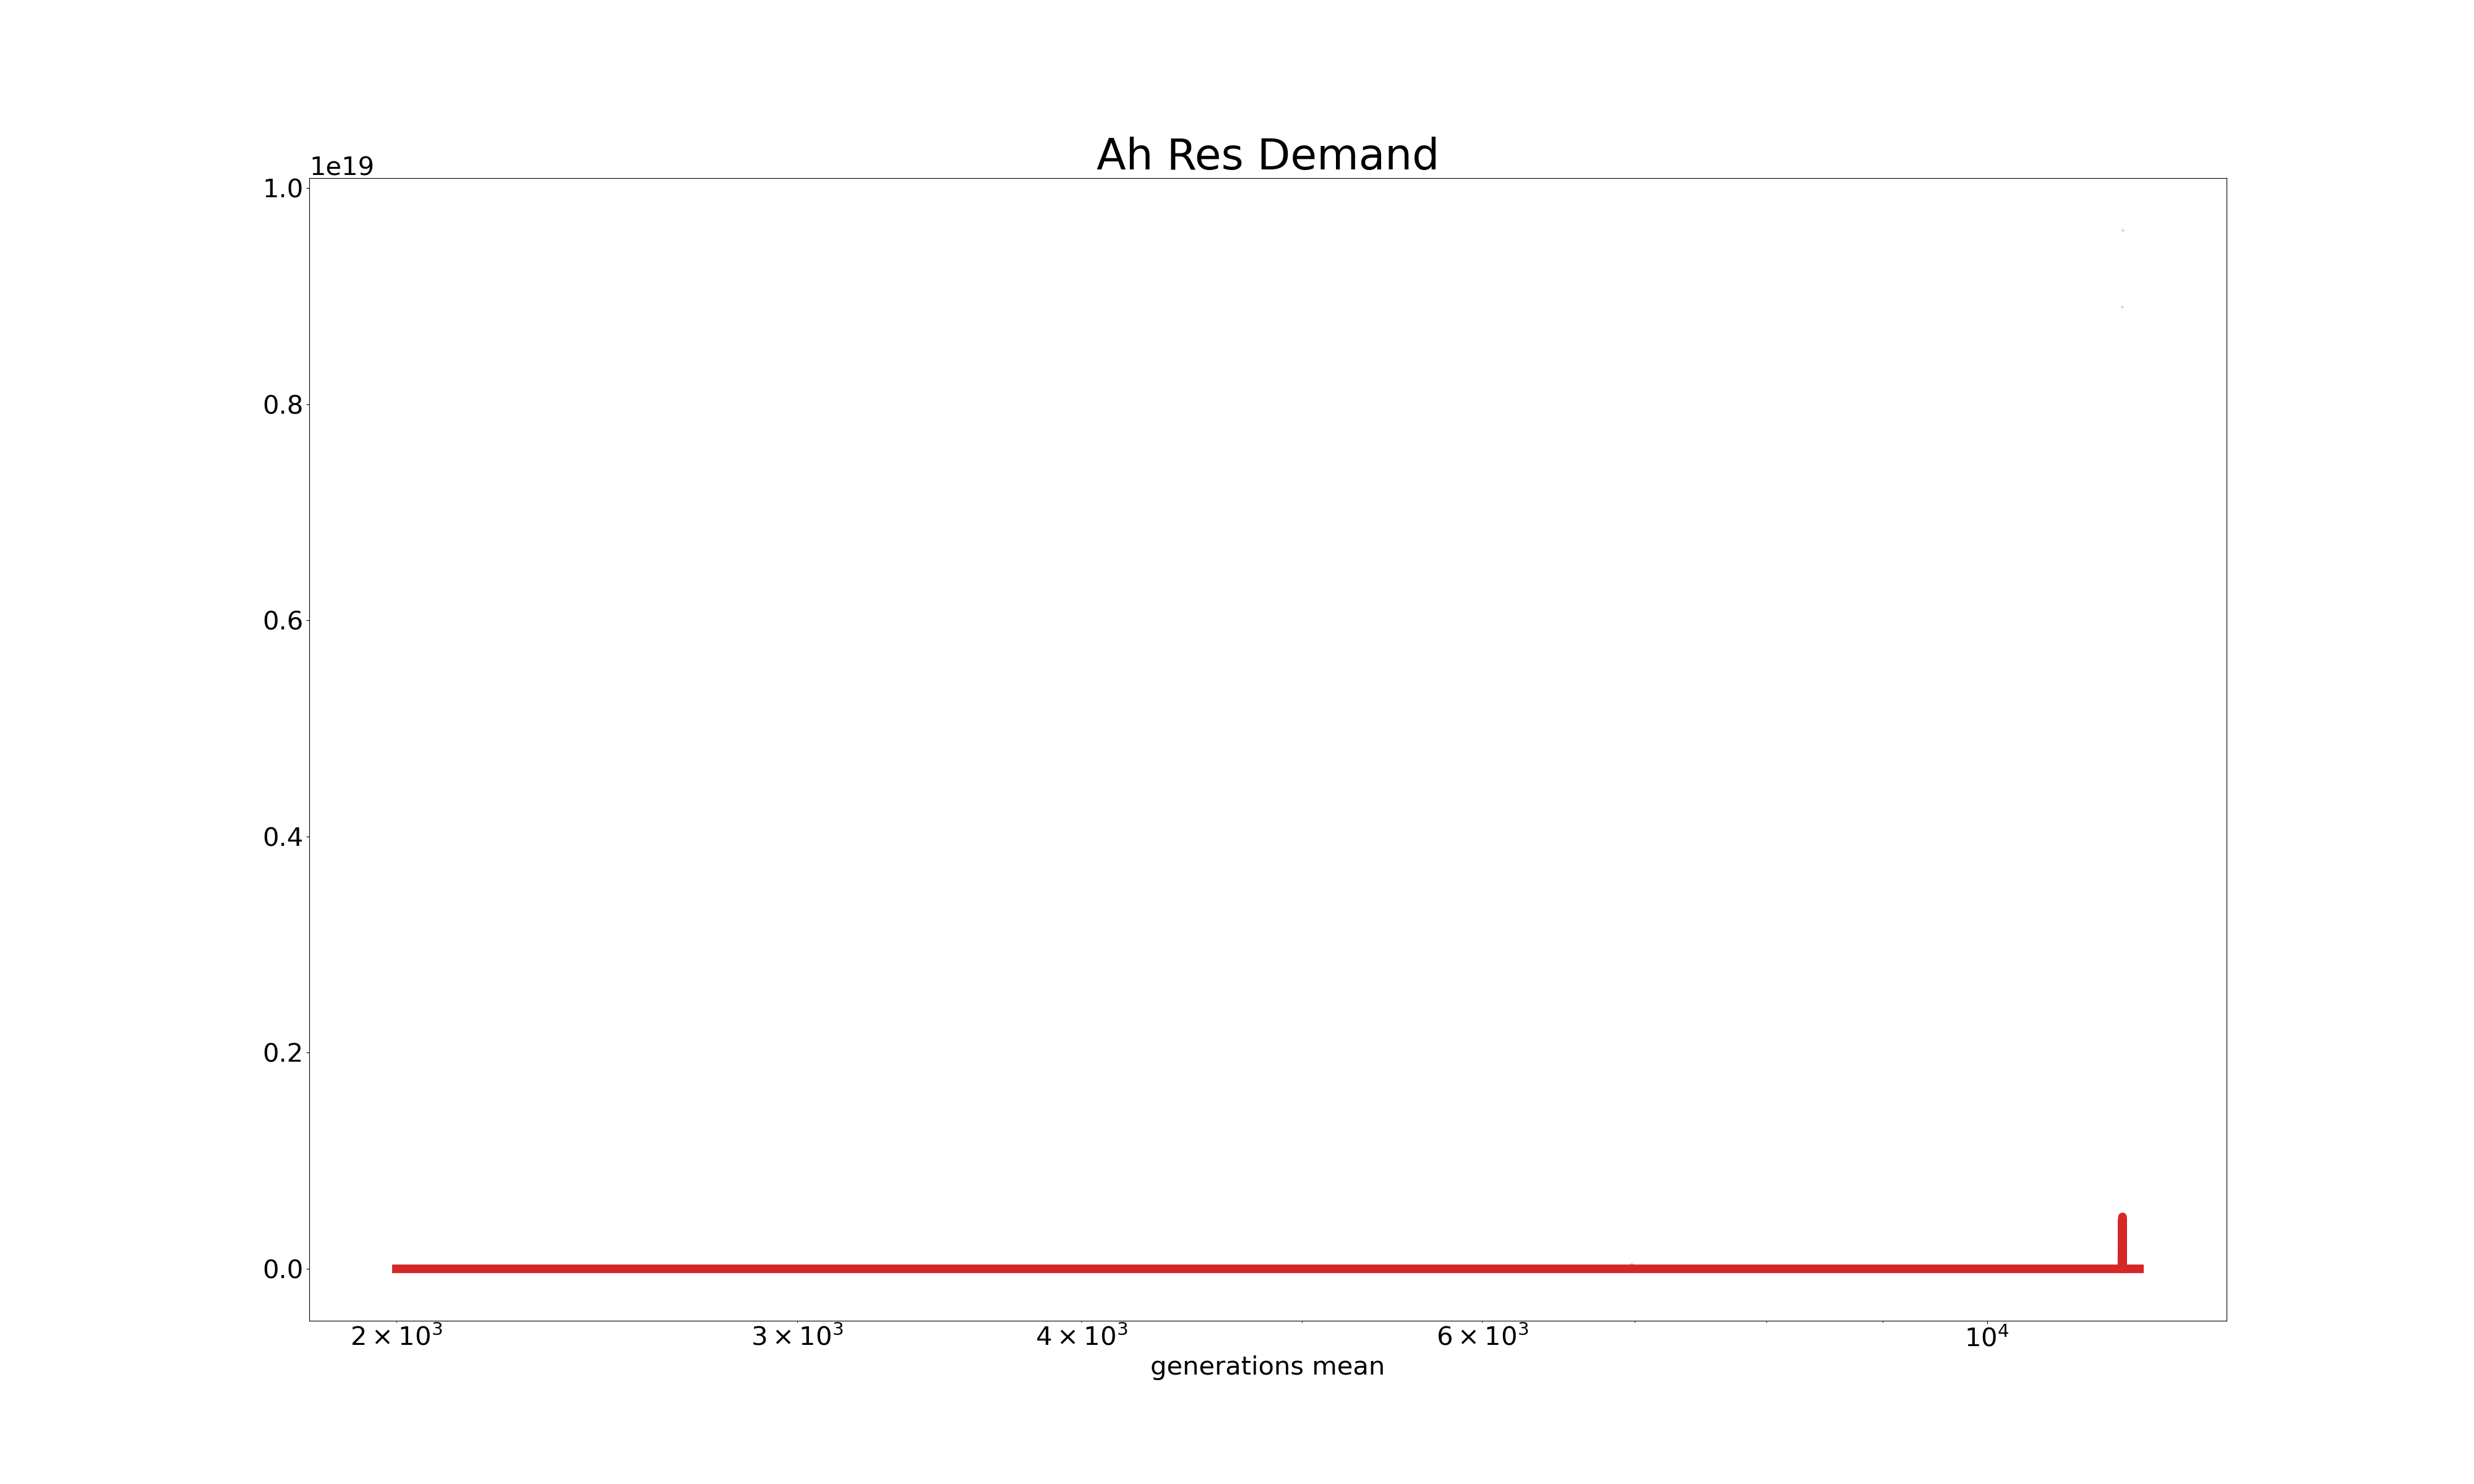 Ah Res Demand
1e19
1.0
0.8
0.6
0.4
0.2
0.0
2 × 10³ 3 × 10³ 4 × 10³ 6 × 10³ 10⁴
generations mean